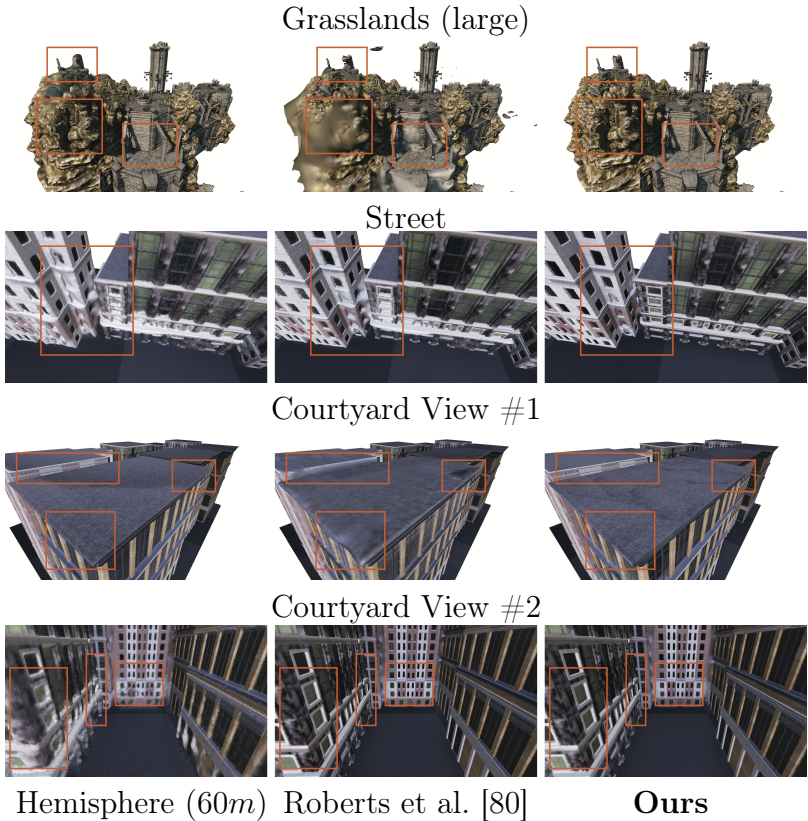 Grasslands (large)
Street
Courtyard View #1
Courtyard View #2
Hemisphere (60m) Roberts et al. [80] Ours